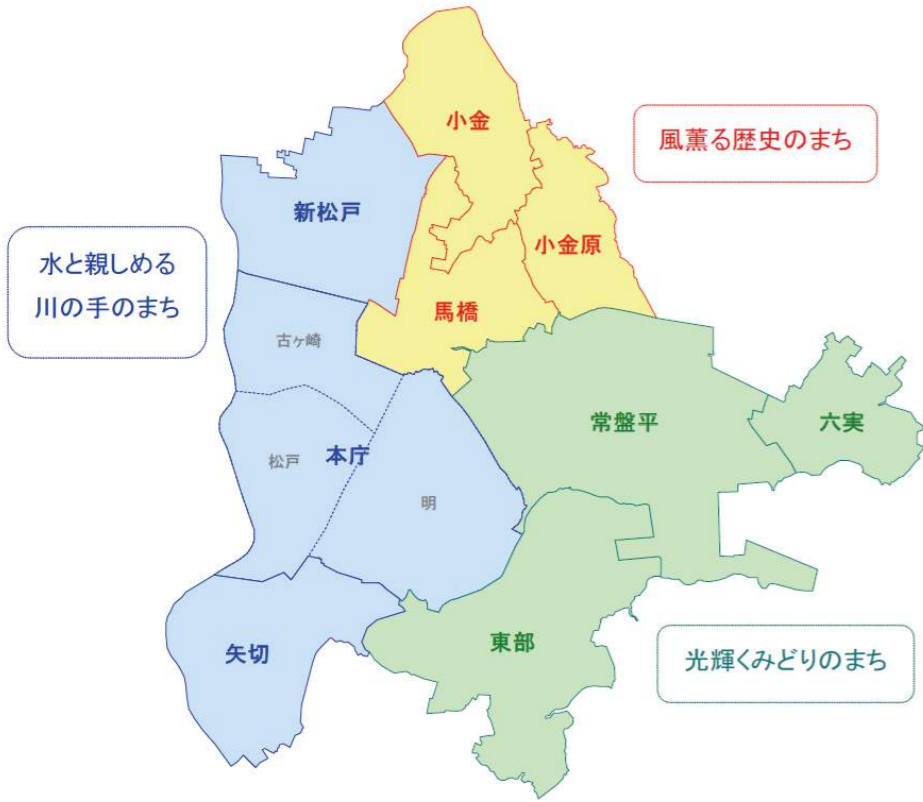 小金
風薫る歴史のまち
新松戸
小金原
水と親しめる
川の手のまち
馬橋
古ヶ崎
常盤平
六実
松戸
本庁
明
矢切
東部
光輝くみどりのまち